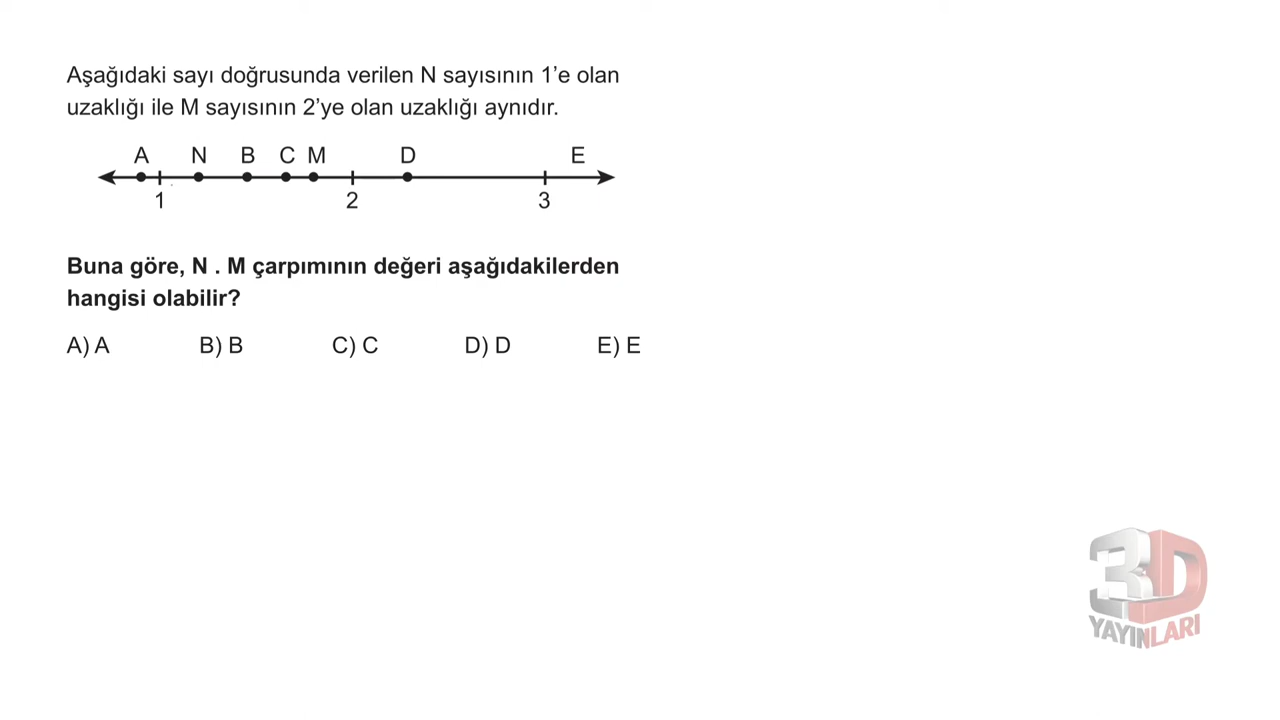 Aşağıdaki sayı doğrusunda verilen N sayısının 1’e olan
uzaklığı ile M sayısının 2’ye olan uzaklığı aynıdır.
A N B C M D E
1 2 3
Buna göre, N . M çarpımının değeri aşağıdakilerden
hangisi olabilir?
A) A B) B C) C D) D E) E
3D
YAYINLARI